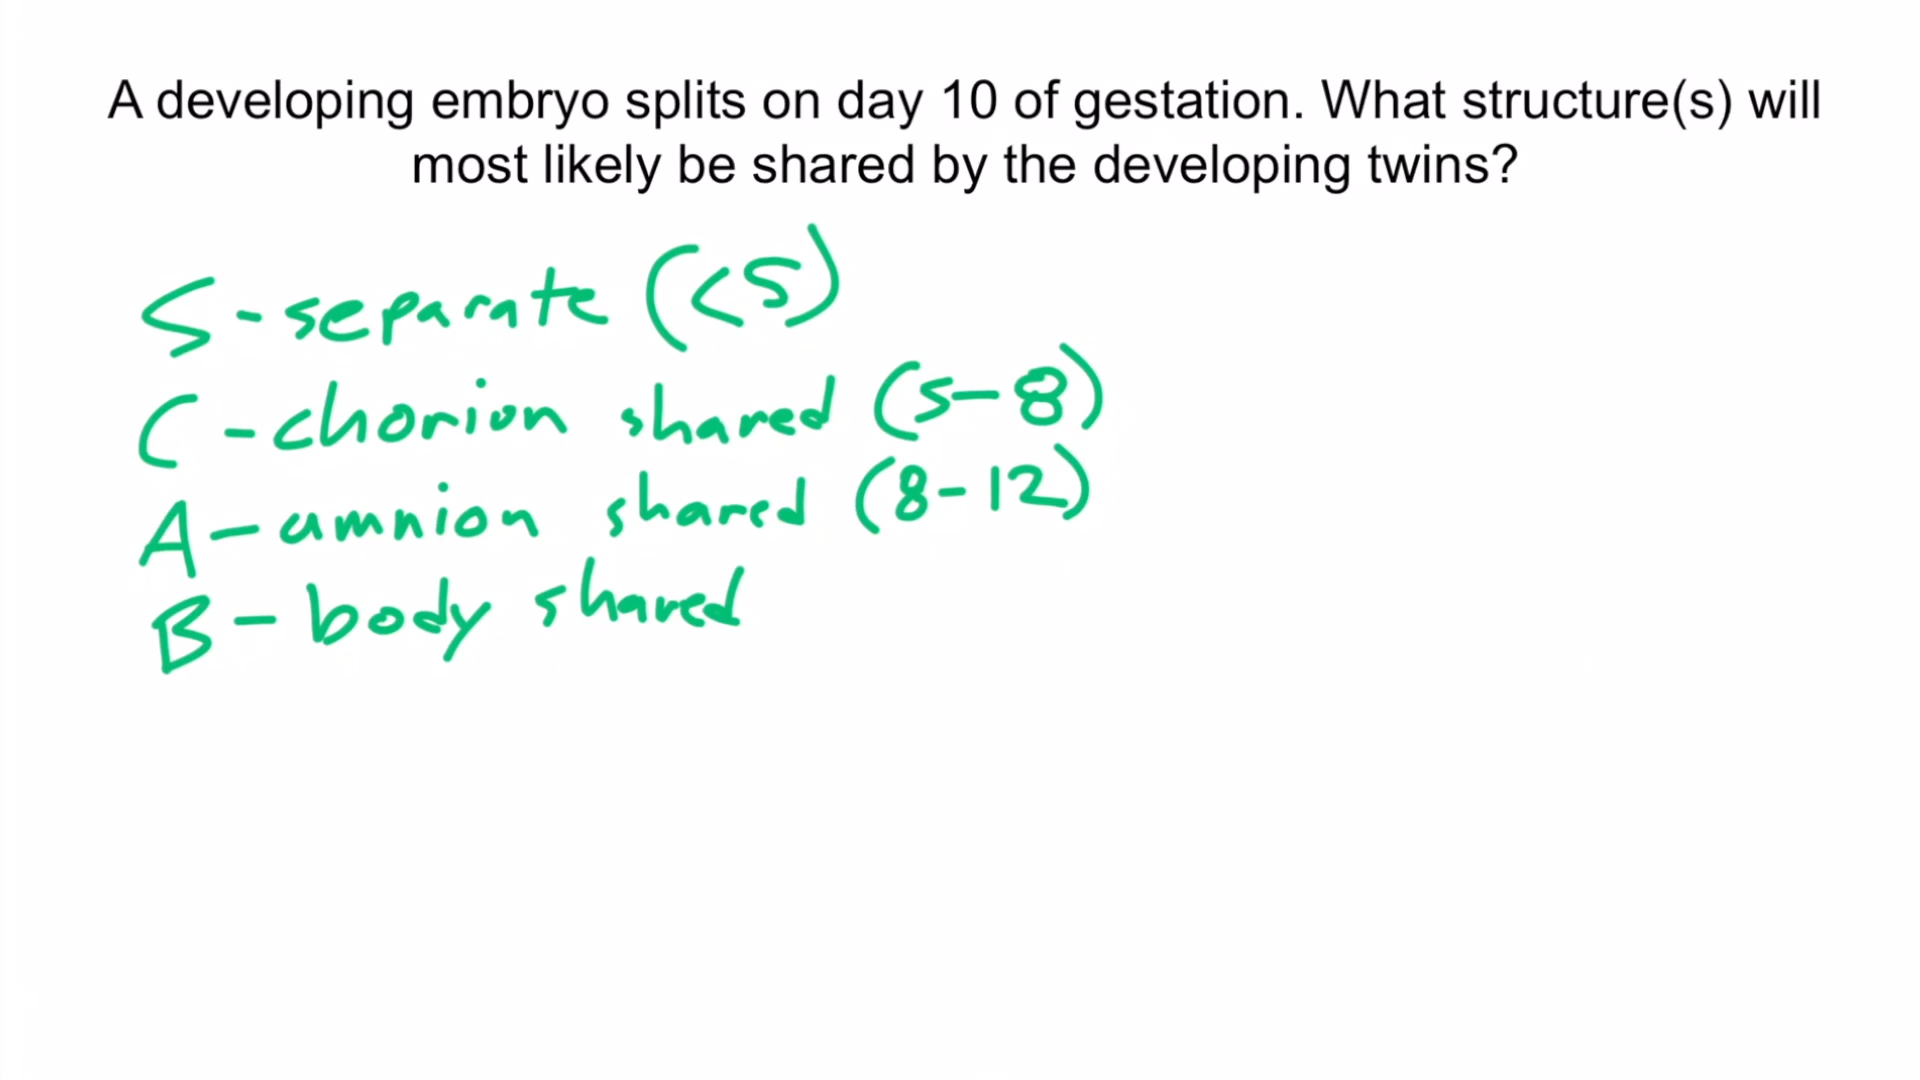 A developing embryo splits on day 10 of gestation. What structure(s) will
most likely be shared by the developing twins?
S - separate (<5)
C - chorion shared (5-8)
A - amnion shared (8-12)
B - body shared